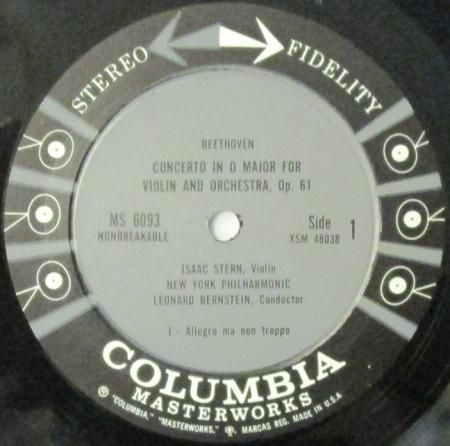 STEREO FIDELITY
BEETHOVEN
CONCERTO IN D MAJOR FOR
VIOLIN AND ORCHESTRA, Op. 61
MS 6093
NONBREAKABLE
Side 1
XSM 48038
ISAAC STERN, Violin
NEW YORK PHILHARMONIC
LEONARD BERNSTEIN, Conductor
I - Allegro ma non troppo
COLUMBIA
MASTERWORKS
® "COLUMBIA," "MASTERWORKS," ®, MARCAS REG. MADE IN U.S.A